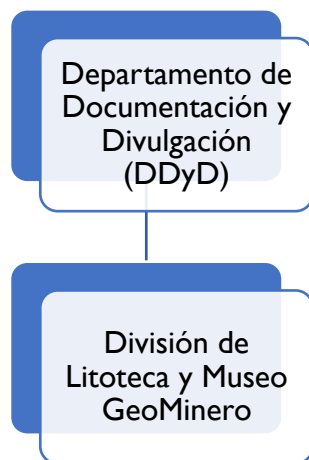 Departamento de
Documentación y
Divulgación
(DDyD)
División de
Litoteca y Museo
GeoMinero